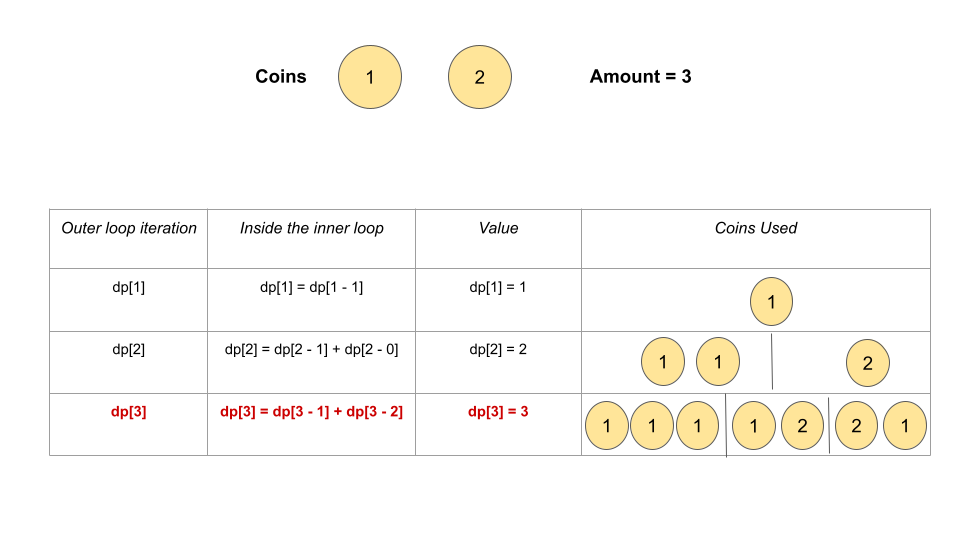 Coins 1 2 Amount = 3
Outer loop iteration Inside the inner loop Value Coins Used
dp[1] dp[1] = dp[1 - 1] dp[1] = 1 1
dp[2] dp[2] = dp[2 - 1] + dp[2 - 0] dp[2] = 2 1 1 2
dp[3] dp[3] = dp[3 - 1] + dp[3 - 2] dp[3] = 3 1 1 1 1 2 2 1